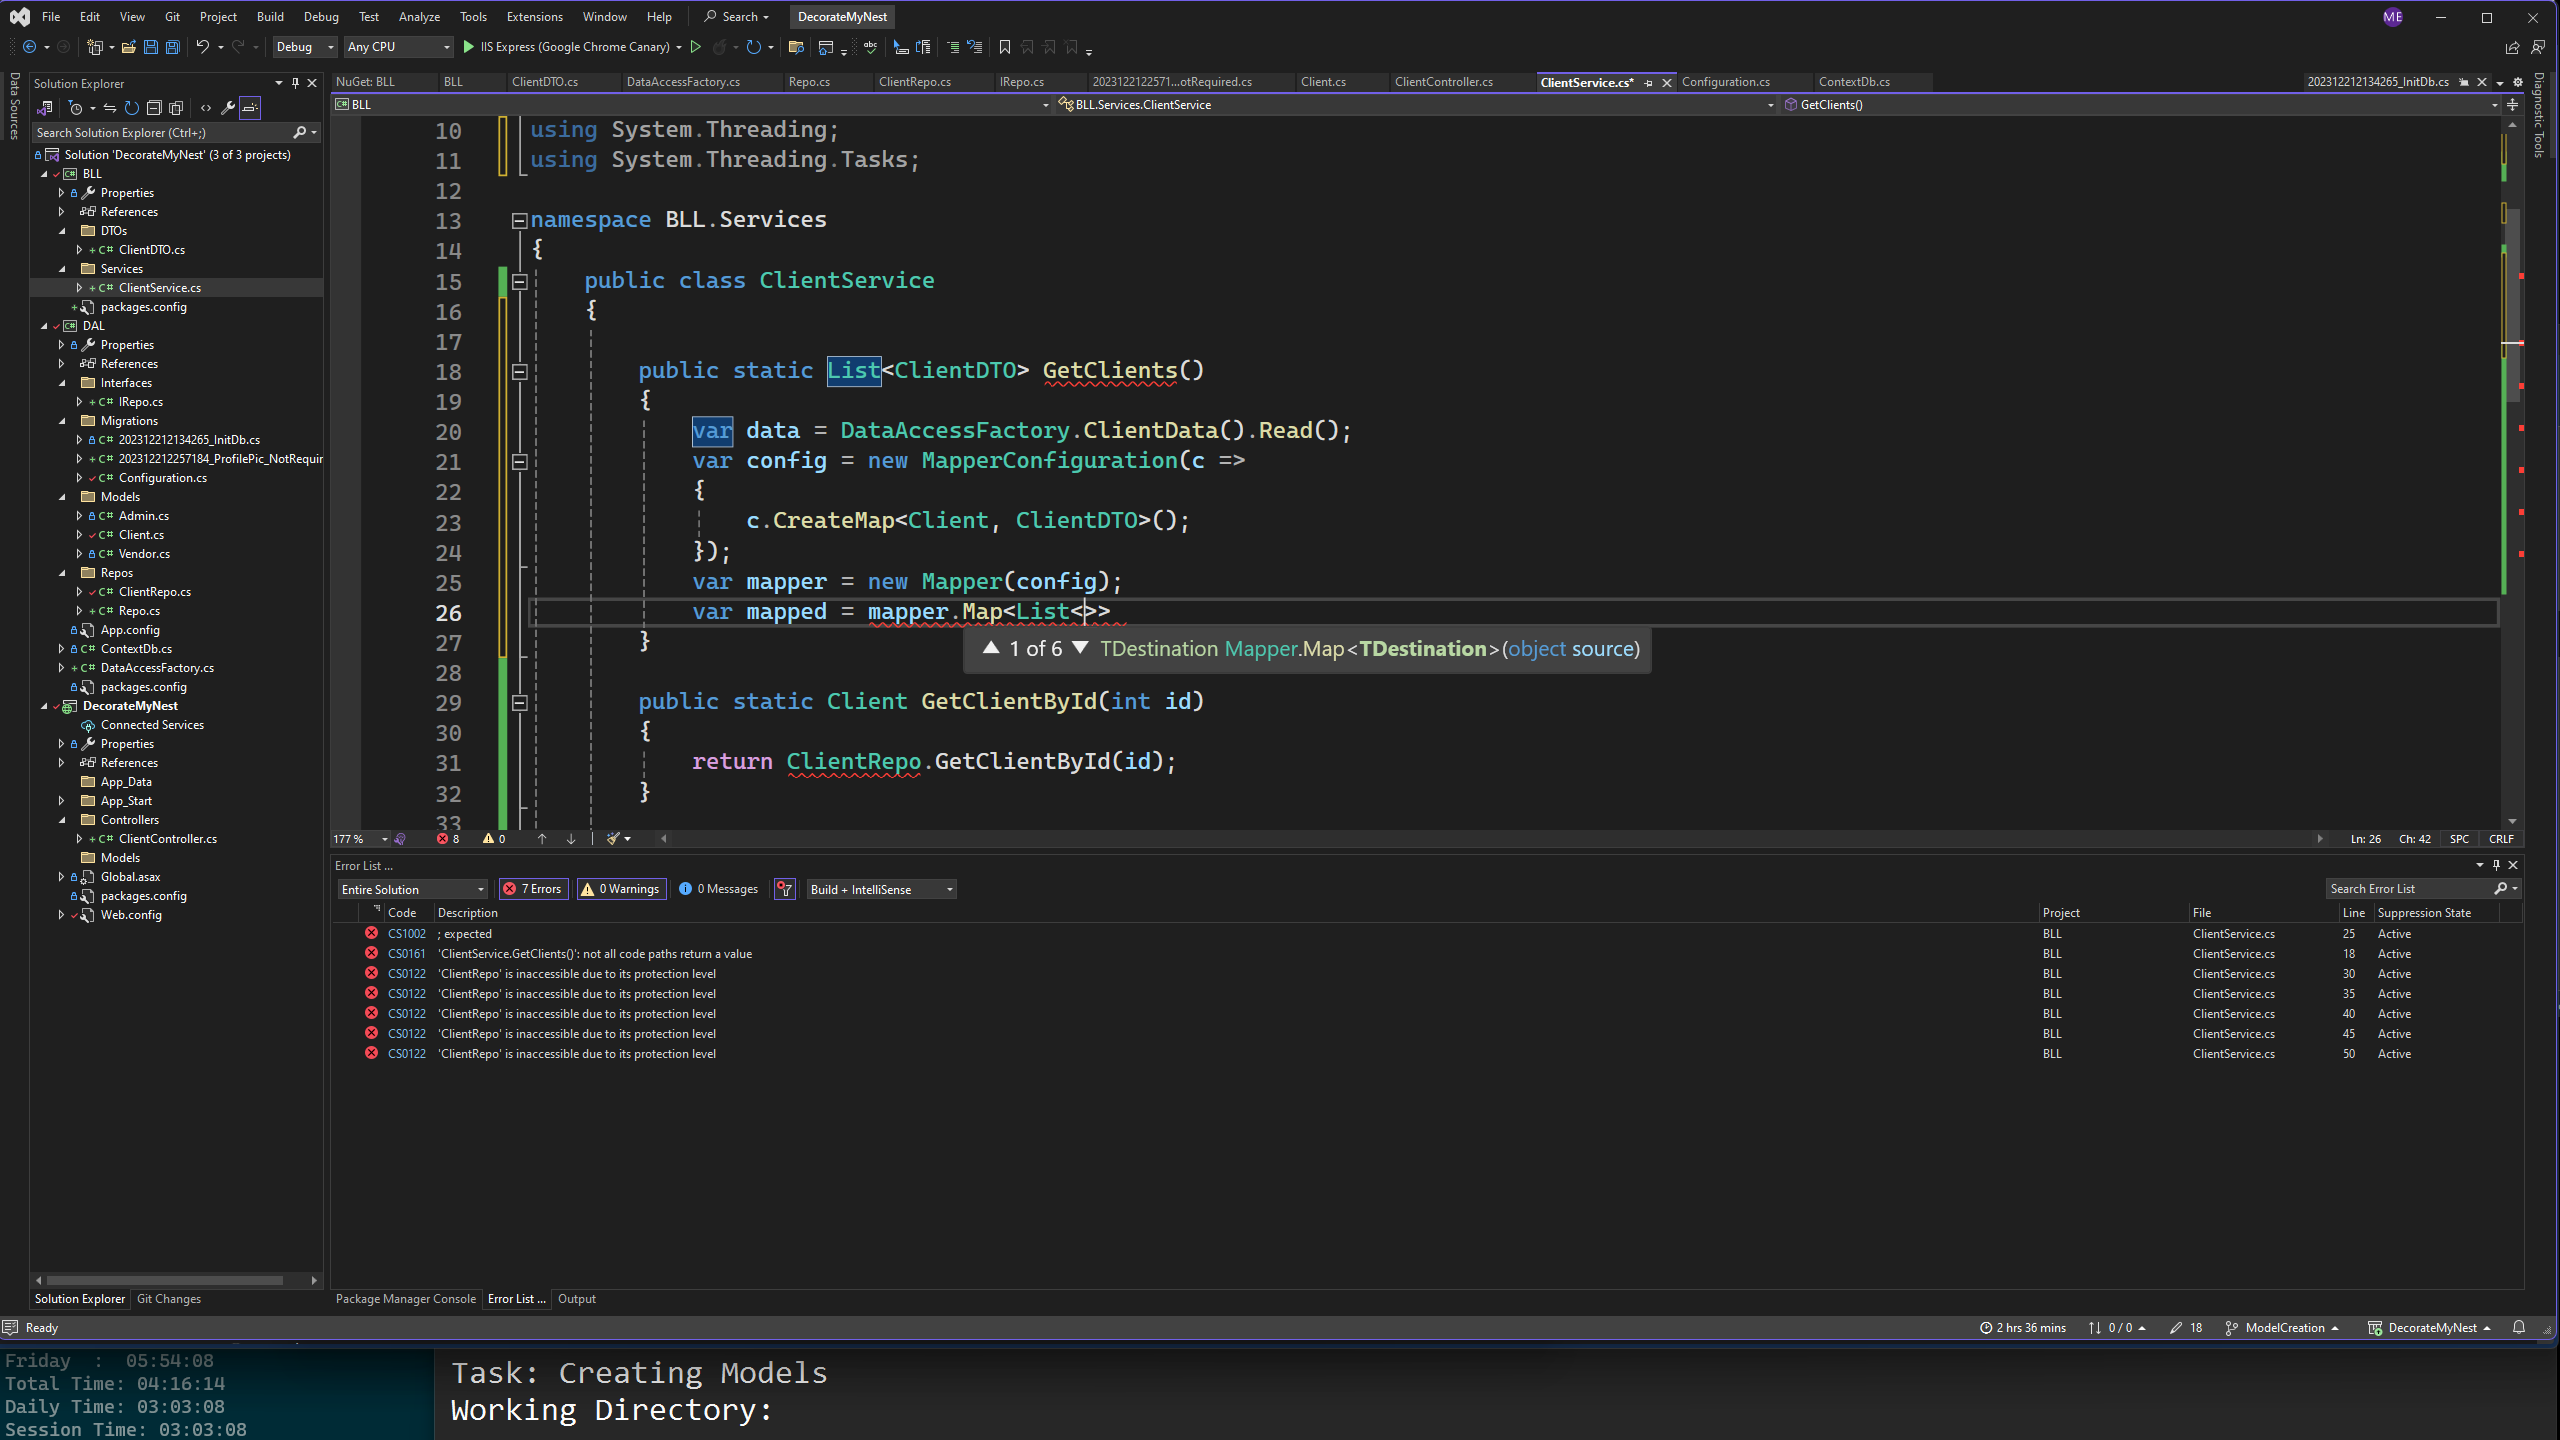 File Edit View Git Project Build Debug Test Analyze Tools Extensions Window Help Search DecorateMyNest ME
Debug Any CPU IIS Express (Google Chrome Canary)
Data Sources
Solution Explorer
Search Solution Explorer (Ctrl+;)
Solution 'DecorateMyNest' (3 of 3 projects)
BLL
Properties
References
DTOs
C# ClientDTO.cs
Services
C# ClientService.cs
packages.config
DAL
Properties
References
Interfaces
C# IRepo.cs
Migrations
C# 202312212134265_InitDb.cs
C# 202312212257184_ProfilePic_NotRequir
C# Configuration.cs
Models
C# Admin.cs
C# Client.cs
C# Vendor.cs
Repos
C# ClientRepo.cs
C# Repo.cs
App.config
C# ContextDb.cs
C# DataAccessFactory.cs
packages.config
DecorateMyNest
Connected Services
Properties
References
App_Data
App_Start
Controllers
C# ClientController.cs
Models
Global.asax
packages.config
Web.config
Solution Explorer Git Changes
NuGet: BLL BLL ClientDTO.cs DataAccessFactory.cs Repo.cs ClientRepo.cs IRepo.cs 2023122122571...otRequired.cs Client.cs ClientController.cs ClientService.cs* Configuration.cs ContextDb.cs 202312212134265_InitDb.cs
C# BLL BLL.Services.ClientService GetClients()
10 using System.Threading;
11 using System.Threading.Tasks;
12
13 namespace BLL.Services
14 {
15 public class ClientService
16 {
17
18 public static List<ClientDTO> GetClients()
19 {
20 var data = DataAccessFactory.ClientData().Read();
21 var config = new MapperConfiguration(c =>
22 {
23 c.CreateMap<Client, ClientDTO>();
24 });
25 var mapper = new Mapper(config);
26 var mapped = mapper.Map<List<>>
27 }
1 of 6 TDestination Mapper.Map<TDestination>(object source)
28
29 public static Client GetClientById(int id)
30 {
31 return ClientRepo.GetClientById(id);
32 }
33
177 % 8 0 Ln: 26 Ch: 42 SPC CRLF
Diagnostic Tools
Error List ...
Entire Solution 7 Errors 0 Warnings 0 Messages Build + IntelliSense Search Error List
Code Description Project File Line Suppression State
CS1002 ; expected BLL ClientService.cs 25 Active
CS0161 'ClientService.GetClients()': not all code paths return a value BLL ClientService.cs 18 Active
CS0122 'ClientRepo' is inaccessible due to its protection level BLL ClientService.cs 30 Active
CS0122 'ClientRepo' is inaccessible due to its protection level BLL ClientService.cs 35 Active
CS0122 'ClientRepo' is inaccessible due to its protection level BLL ClientService.cs 40 Active
CS0122 'ClientRepo' is inaccessible due to its protection level BLL ClientService.cs 45 Active
CS0122 'ClientRepo' is inaccessible due to its protection level BLL ClientService.cs 50 Active
Package Manager Console Error List ... Output
Ready 2 hrs 36 mins 0 / 0 18 ModelCreation DecorateMyNest
Friday : 05:54:08
Total Time: 04:16:14
Daily Time: 03:03:08
Session Time: 03:03:08
Task: Creating Models
Working Directory: